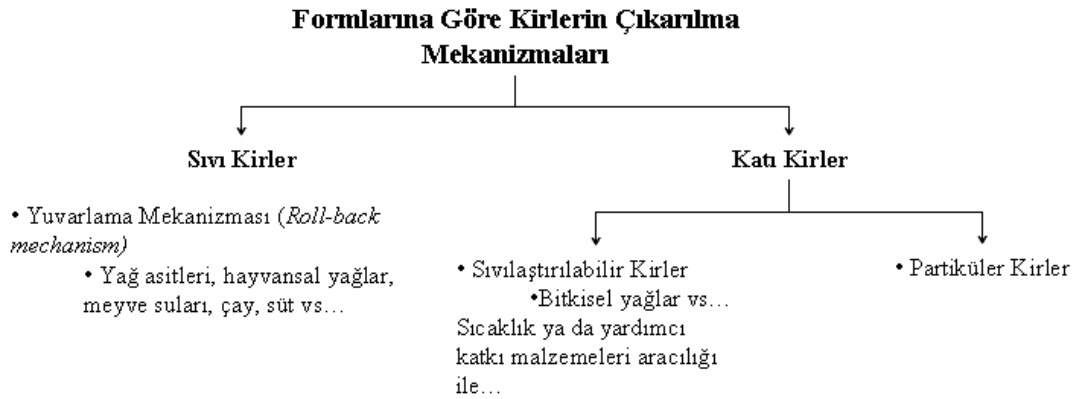 Formlarına Göre Kirlerin Çıkarılma
Mekanizmaları
Sıvı Kirler
Katı Kirler
• Yuvarlama Mekanizması (Roll-back
mechanism)
• Yağ asitleri, hayvansal yağlar,
meyve suları, çay, süt vs…
• Sıvılaştırılabilir Kirler
•Bitkisel yağlar vs…
Sıcaklık ya da yardımcı
katkı malzemeleri aracılığı
ile…
• Partiküler Kirler